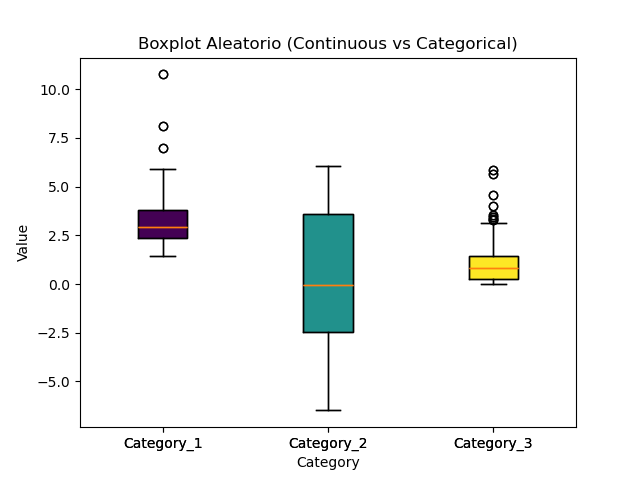 Boxplot Aleatorio (Continuous vs Categorical)
10.0
7.5
5.0
2.5
0.0
−2.5
−5.0
Value
Category_1 Category_2 Category_3
Category